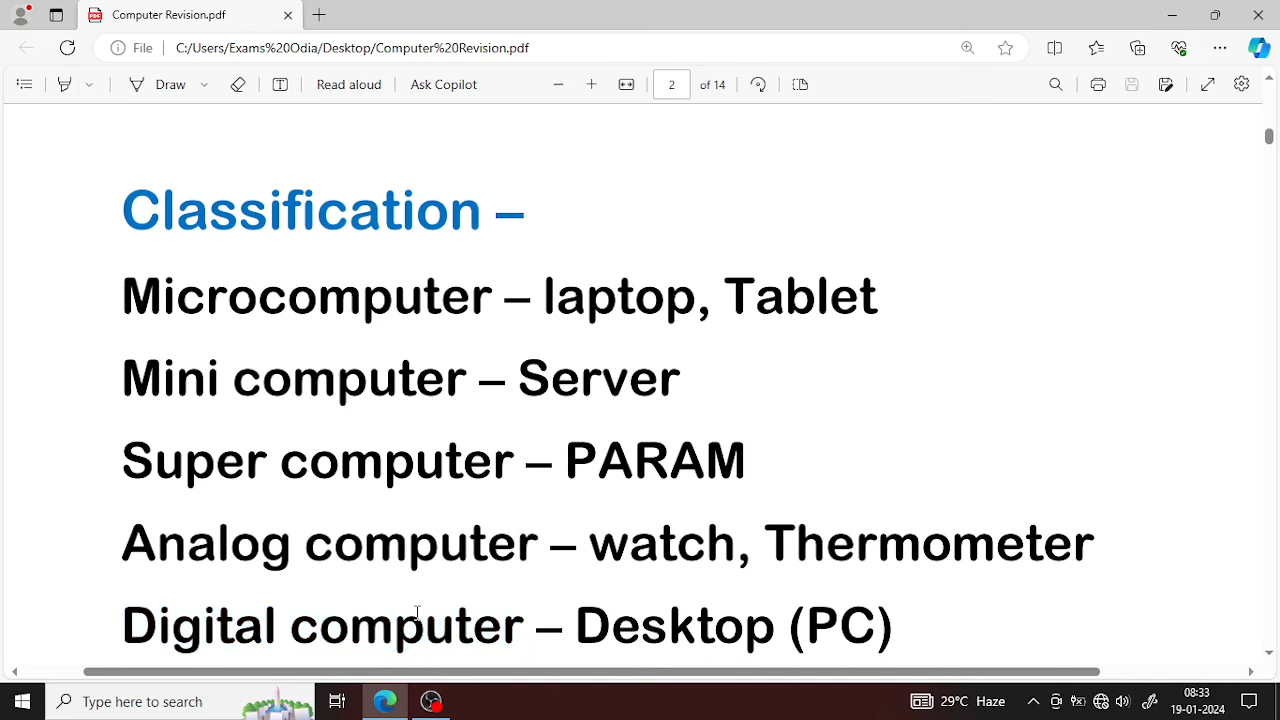 Computer Revision.pdf
File C:/Users/Exams%20Odia/Desktop/Computer%20Revision.pdf
Draw Read aloud Ask Copilot 2 of 14
Classification –
Microcomputer – laptop, Tablet
Mini computer – Server
Super computer – PARAM
Analog computer – watch, Thermometer
Digital computer – Desktop (PC)
Type here to search 29°C Haze 08:33
19-01-2024